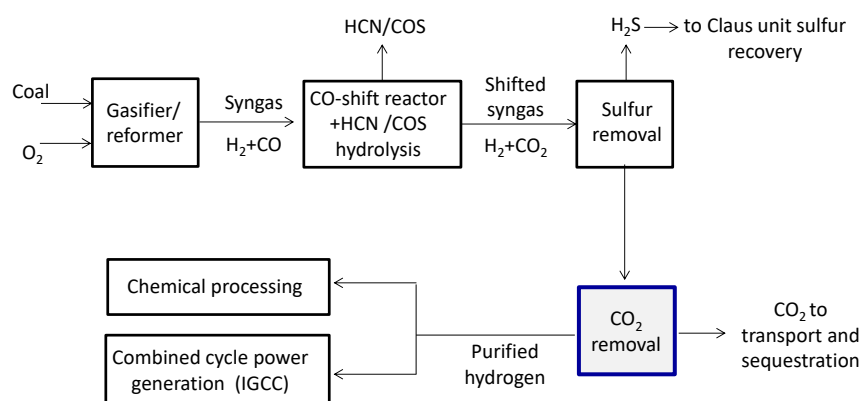 HCN/COS
H₂S
to Claus unit sulfur
recovery
Coal
O₂
Gasifier/
reformer
Syngas
H₂+CO
CO-shift reactor
+HCN /COS
hydrolysis
Shifted
syngas
H₂+CO₂
Sulfur
removal
Chemical processing
Combined cycle power
generation (IGCC)
Purified
hydrogen
CO₂
removal
CO₂ to
transport and
sequestration